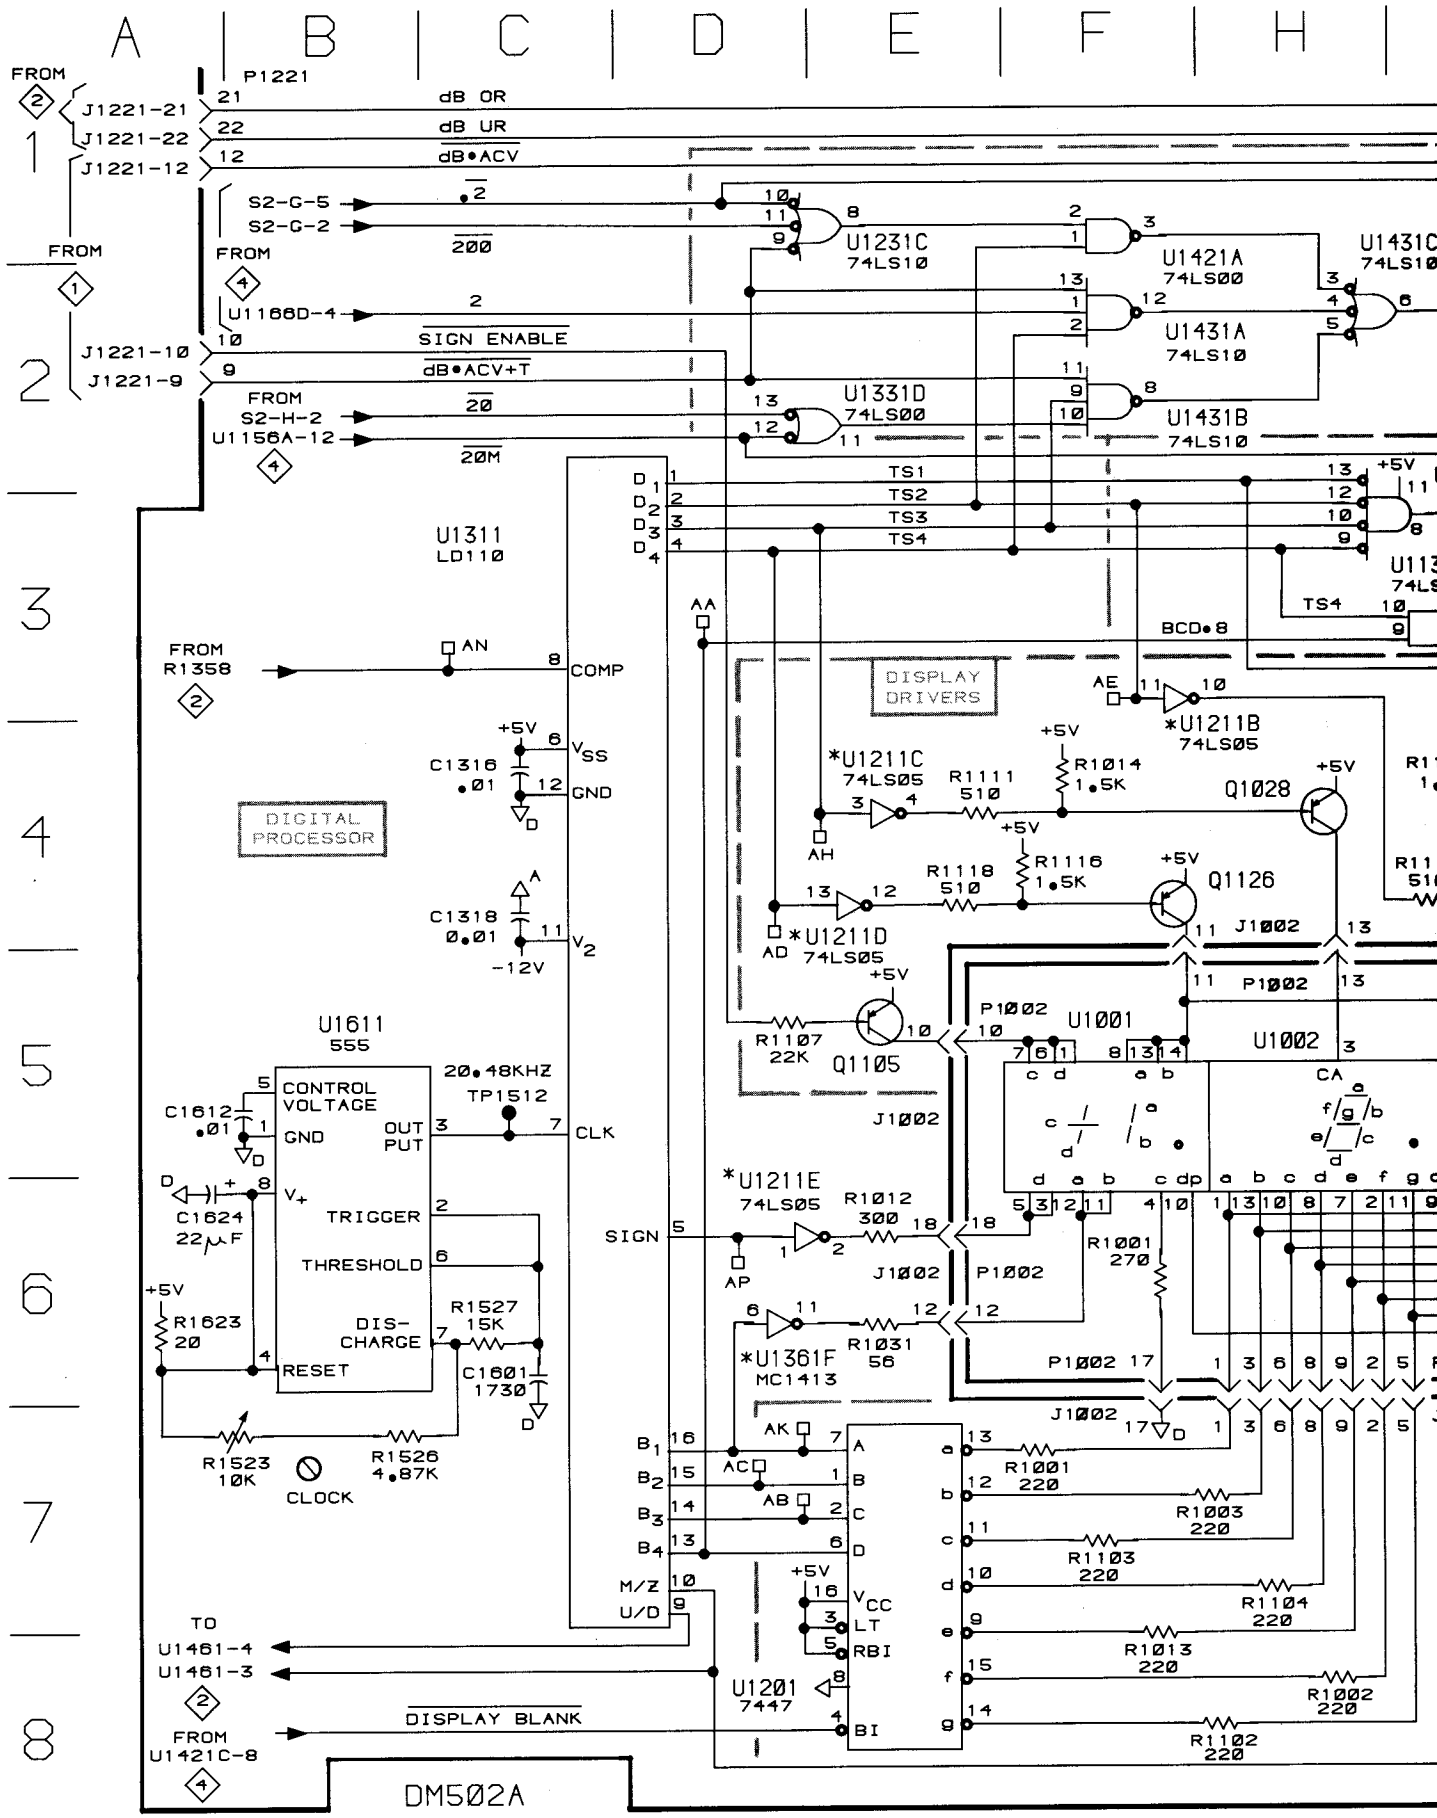 A B C D E F H
FROM
2
P1221
J1221-21 21 dB OR
1
J1221-22 22 dB UR
J1221-12 12 dB•ACV
S2-G-5 .2 10 8 2 3
S2-G-2 200 11 1
9 U1231C
74LS10
U1421A
74LS00
U1431C
74LS10
FROM
1
FROM
4
13 3
U1166D-4 2 1 12 4 6
2 U1431A
74LS10
5
J1221-10 10 SIGN ENABLE
2
J1221-9 9 dB•ACV+T 11
FROM
S2-H-2 20 13 U1331D
74LS00
9 8
10
U1156A-12 20M 12 11 U1431B
74LS10
4
D1 1 TS1 13 +5V
11
D2 2 TS2 12
D3 3 TS3 10
8
D4 4 TS4 9
U1311
LD110
3
AA
TS4 10
BCD•8 9
FROM
R1358
2
AN
8 COMP
DISPLAY
DRIVERS
AE 11 10
*U1211B
74LS05
+5V
6 VSS
C1316
.01
12 GND
D
*U1211C
74LS05
3 4
R1111
510
+5V
R1014
1.5K
Q1028
+5V
4
DIGITAL
PROCESSOR
AH
+5V
R1116
1.5K
+5V
Q1126
A
C1318
0.01
11 V2
-12V
13 12
R1118
510
AD *U1211D
74LS05
11 J1002 13
11 P1002 13
+5V
R1107
22K
Q1105
10 10
P1002
U1001
U1002
3
5
U1611
555
20.48KHZ
TP1512
7 CLK
5 CONTROL
VOLTAGE
C1612
.01
1 GND
D
OUT
PUT 3
7 6 1 8 13 14
c d a b
CA
c d a b
a f g b e c d
J1002
D 8 V+
C1624
22µF
+
TRIGGER 2
THRESHOLD 6
DIS-
CHARGE 7
4 RESET
SIGN 5
*U1211E
74LS05
1 2
AP
R1012
300
18 18
J1002 P1002
d a b c dp a b c d e f g
5 3 12 11 4 10 1 13 10 8 7 2 11 9
R1001
270
6
+5V
R1623
20
R1527
15K
C1601
1730
D
6 11
*U1361F
MC1413
R1031
56
12 12
P1002 17 1 3 6 8 9 2 5
J1002 17 D 1 3 6 8 9 2 5
R1523
10K
CLOCK
R1526
4.87K
7
B1 16 AK 7 A a 13
R1001
220
B2 15 AC 1 B b 12
R1003
220
B3 14 AB 2 C c 11
R1103
220
B4 13 6 D d 10
R1104
220
M/Z 10 +5V 16 VCC
U/D 9 3 LT e 9
R1013
220
5 RBI f 15
R1002
220
8 g 14
R1102
220
U1201
7447
TO
U1461-4
U1461-3
2
8
FROM
U1421C-8
4
DISPLAY BLANK 4 BI
DM502A